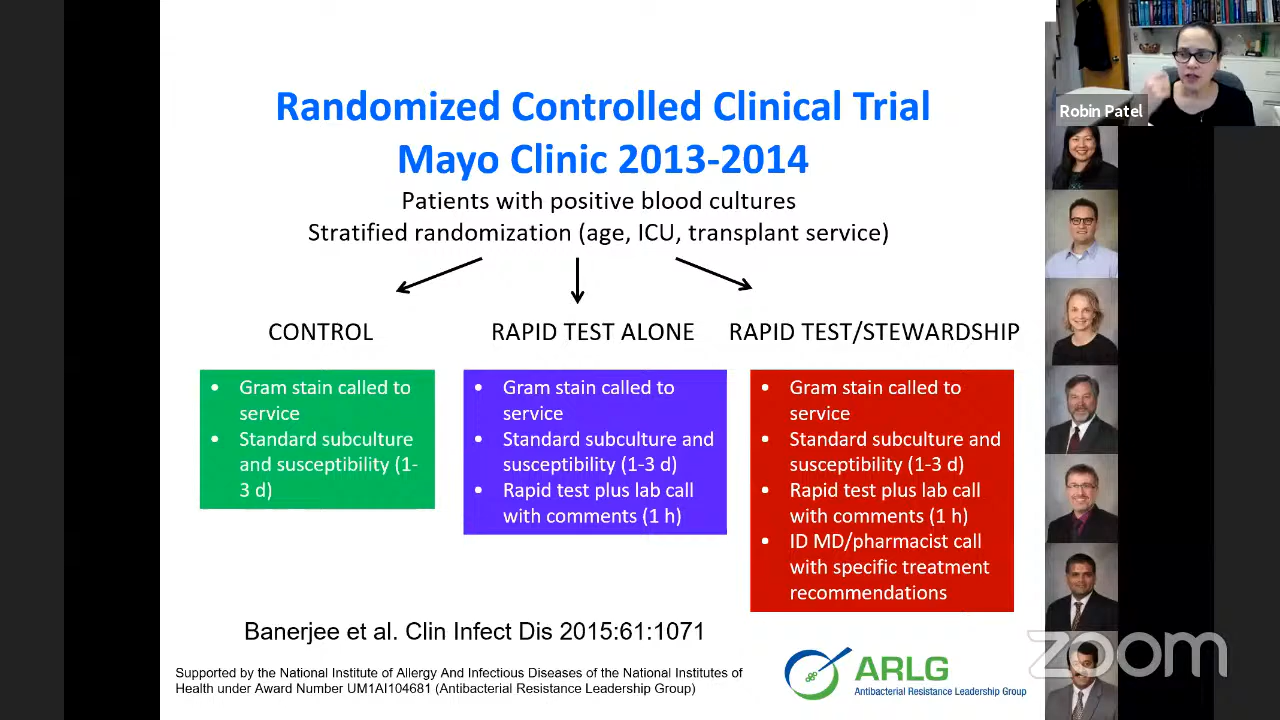 Randomized Controlled Clinical Trial
Mayo Clinic 2013-2014
Patients with positive blood cultures
Stratified randomization (age, ICU, transplant service)
CONTROL
• Gram stain called to
service
• Standard subculture
and susceptibility (1-
3 d)
RAPID TEST ALONE
• Gram stain called to
service
• Standard subculture and
susceptibility (1-3 d)
• Rapid test plus lab call
with comments (1 h)
RAPID TEST/STEWARDSHIP
• Gram stain called to
service
• Standard subculture and
susceptibility (1-3 d)
• Rapid test plus lab call
with comments (1 h)
• ID MD/pharmacist call
with specific treatment
recommendations
Banerjee et al. Clin Infect Dis 2015:61:1071
Supported by the National Institute of Allergy And Infectious Diseases of the National Institutes of
Health under Award Number UM1AI104681 (Antibacterial Resistance Leadership Group)
ARLG
Antibacterial Resistance Leadership Group
Robin Patel
zoom